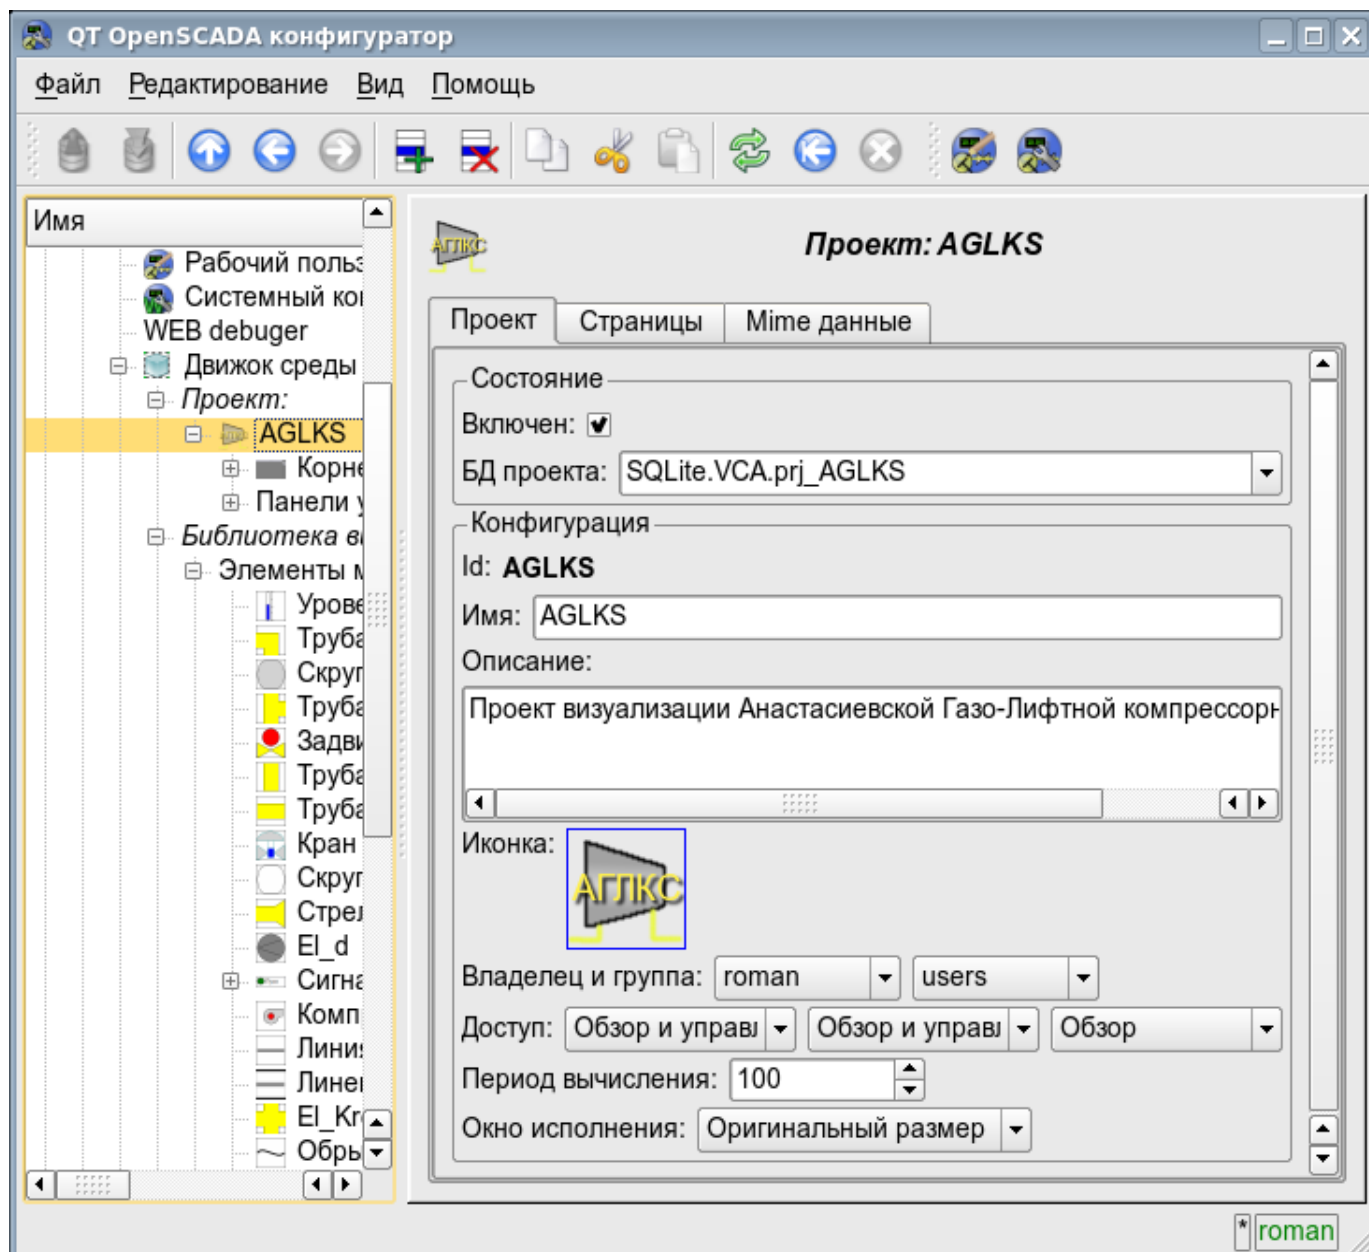 QT OpenSCADA конфигуратор
Файл Редактирование Вид Помощь
Имя
Рабочий польз
Системный ко
WEB debuger
Движок среды
Проект:
AGLKS
Корне
Панели у
Библиотека в
Элементы м
Урове
Труба
Скруг
Труба
Задви
Труба
Труба
Кран
Скруг
Стрел
El_d
Сигна
Комп
Линия
Линей
El_Kr
Обры
АГЛКС
Проект: AGLKS
Проект Страницы Mime данные
Состояние
Включен:
БД проекта: SQLite.VCA.prj_AGLKS
Конфигурация
Id: AGLKS
Имя: AGLKS
Описание:
Проект визуализации Анастасиевской Газо-Лифтной компрессорн
Иконка: АГЛКС
Владелец и группа: roman users
Доступ: Обзор и управл Обзор и управл Обзор
Период вычисления: 100
Окно исполнения: Оригинальный размер
* roman